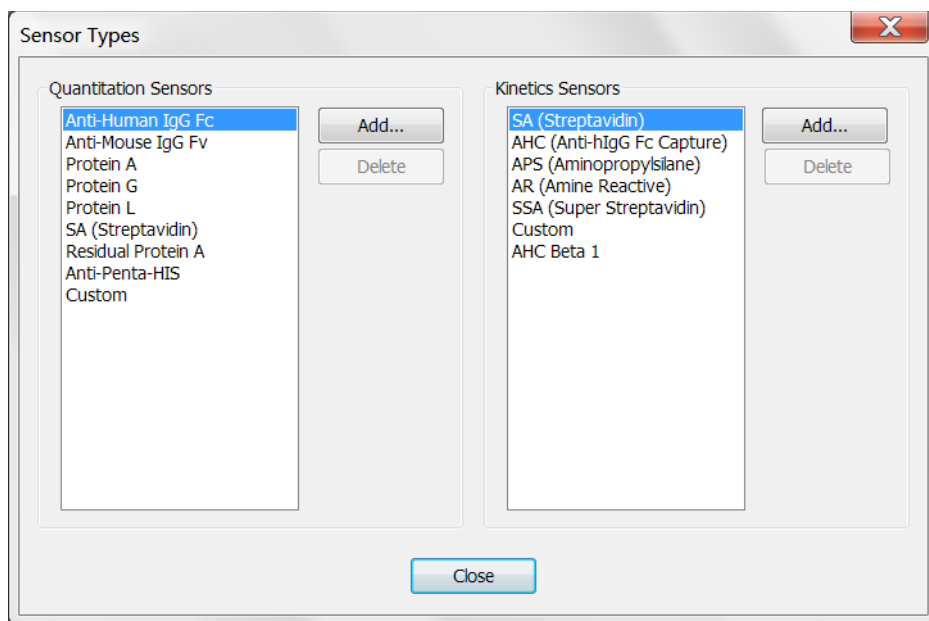 Sensor Types
Quantitation Sensors
Anti-Human IgG Fc
Anti-Mouse IgG Fv
Protein A
Protein G
Protein L
SA (Streptavidin)
Residual Protein A
Anti-Penta-HIS
Custom
Add...
Delete
Kinetics Sensors
SA (Streptavidin)
AHC (Anti-hIgG Fc Capture)
APS (Aminopropylsilane)
AR (Amine Reactive)
SSA (Super Streptavidin)
Custom
AHC Beta 1
Add...
Delete
Close